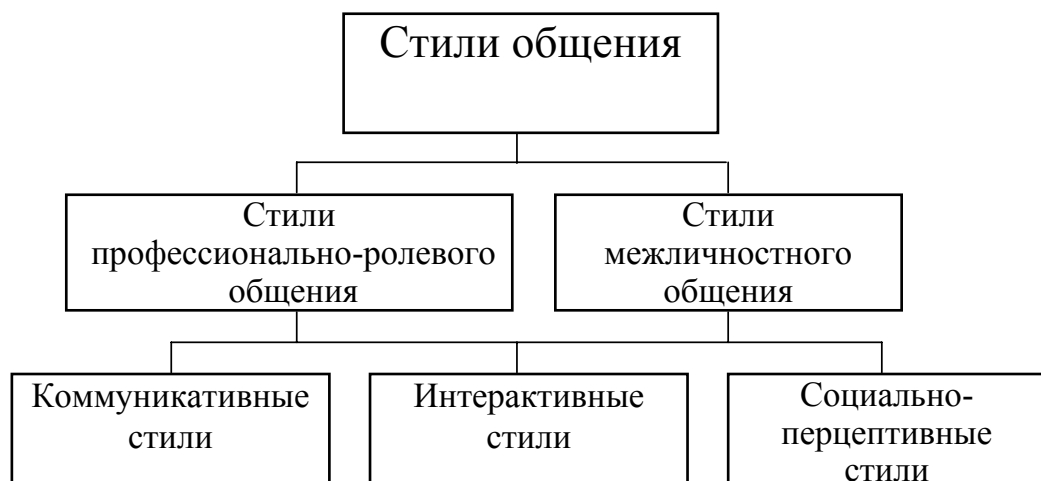 Стили общения
Стили
профессионально-ролевого
общения
Стили
межличностного
общения
Коммуникативные
стили
Интерактивные
стили
Социально-
перцептивные
стили